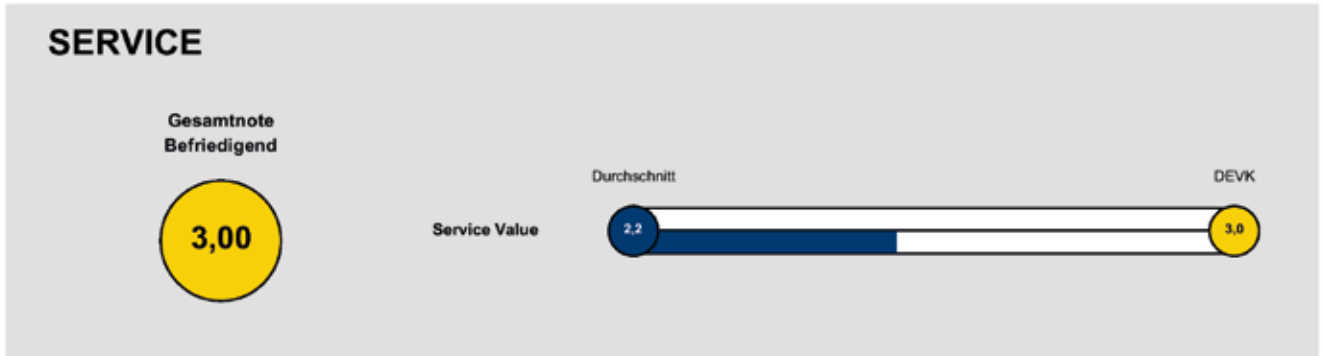 SERVICE
Gesamtnote
Befriedigend
3,00
Durchschnitt
DEVK
Service Value
2,2
3,0